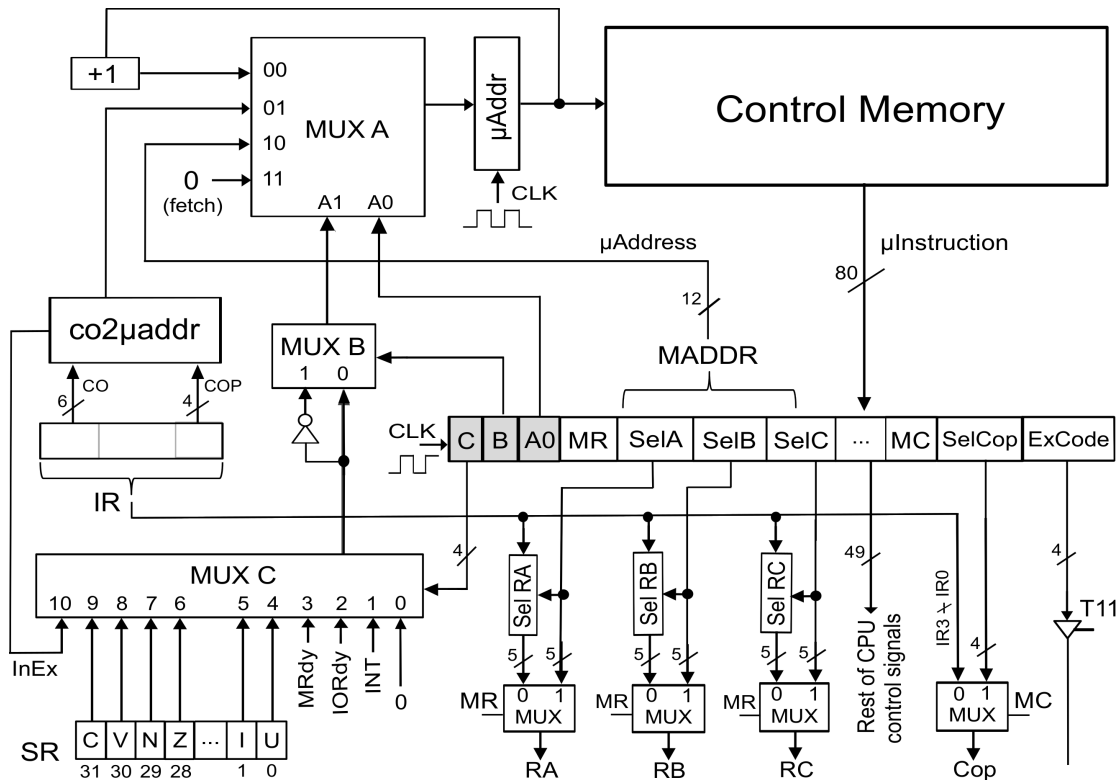 +1
00
01
10
11
MUX A
A1 A0
0
(fetch)
µAddr
CLK
Control Memory
µAddress
µInstruction
80
12
co2µaddr
MUX B
1 0
MADDR
6
CO
4
COP
CLK
C B A0 MR SelA SelB SelC ... MC SelCop ExCode
IR
4
49
4
MUX C
10 9 8 7 6 5 4 3 2 1 0
Sel RA
Sel RB
Sel RC
IR3 IR0
T11
InEx
MRdy
IORdy
INT
0
5 5 5 5 5 5
4
Rest of CPU
control signals
MR 0 1
MUX
MR 0 1
MUX
MR 0 1
MUX
0 1 MC
MUX
SR C V N Z ... I U
31 30 29 28 1 0
RA RB RC Cop